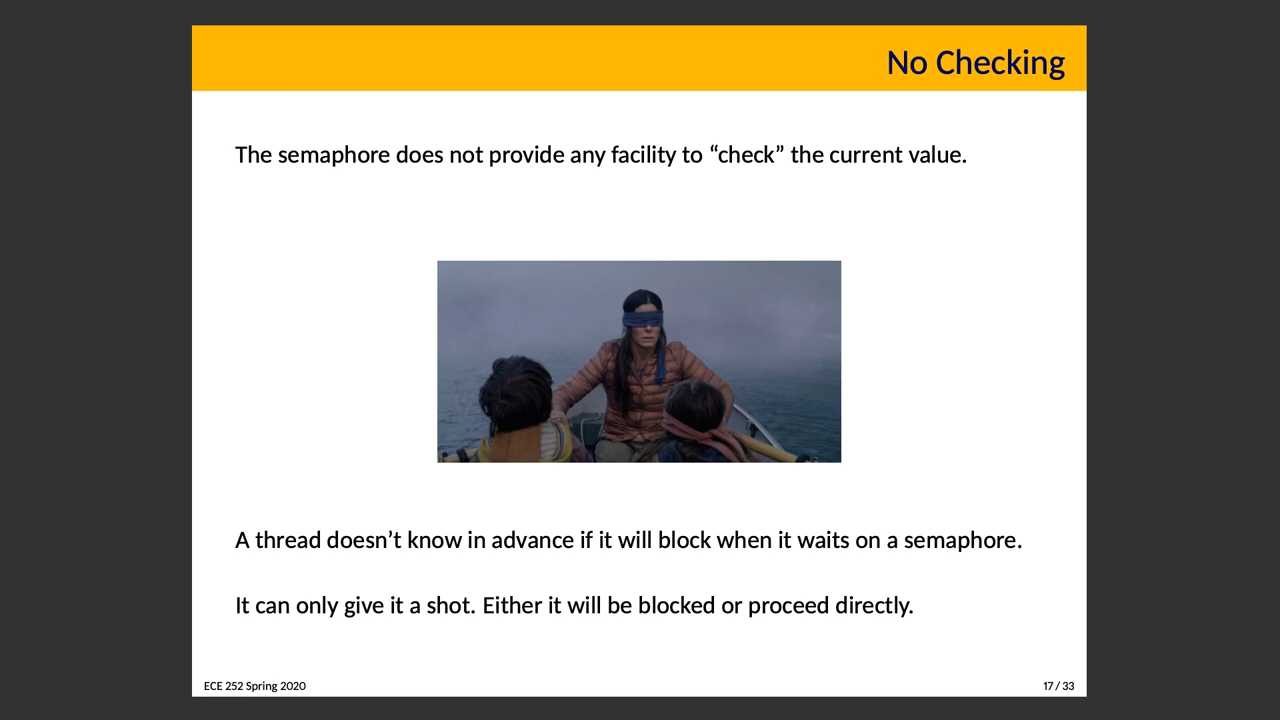 No Checking
The semaphore does not provide any facility to “check” the current value.
A thread doesn’t know in advance if it will block when it waits on a semaphore.
It can only give it a shot. Either it will be blocked or proceed directly.
ECE 252 Spring 2020
17 / 33